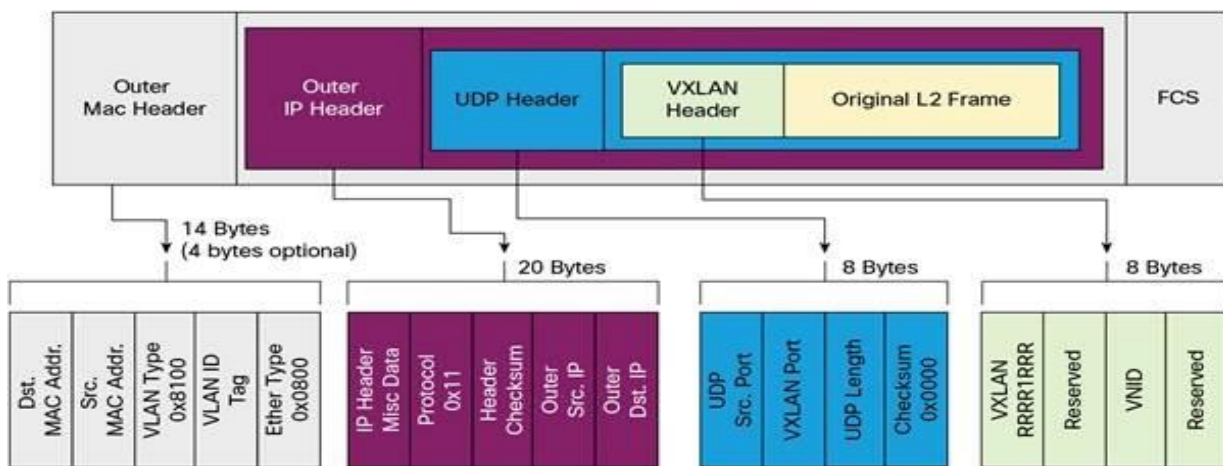 Outer
Mac Header
Outer
IP Header
UDP Header
VXLAN
Header
Original L2 Frame
FCS
14 Bytes
(4 bytes optional)
20 Bytes
8 Bytes
8 Bytes
Dst.
MAC Addr.
Src.
MAC Addr.
VLAN Type
0x8100
VLAN ID
Tag
Ether Type
0x0800
IP Header
Misc Data
Protocol
0x11
Header
Checksum
Outer
Src. IP
Outer
Dst. IP
UDP
Src. Port
VXLAN Port
UDP Length
Checksum
0x0000
VXLAN
RRRR1RRR
Reserved
VNID
Reserved